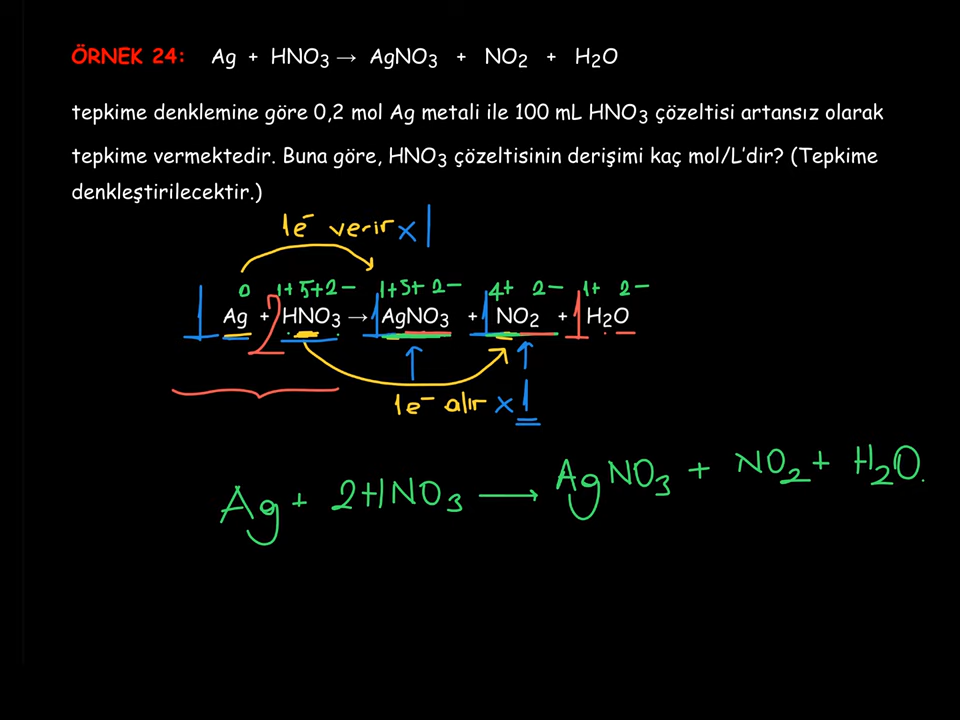 ÖRNEK 24: Ag + HNO3 → AgNO3 + NO2 + H2O
tepkime denklemine göre 0,2 mol Ag metali ile 100 mL HNO3 çözeltisi artansız olarak
tepkime vermektedir. Buna göre, HNO3 çözeltisinin derişimi kaç mol/L'dir? (Tepkime
denkleştirilecektir.)
1e⁻ verir x 1
0 1+ 5+ 2- 1+ 5+ 2- 4+ 2- 1+ 2-
1 Ag + 2 HNO3 → 1 AgNO3 + 1 NO2 + 1 H2O
1e⁻ alır x 1
Ag + 2HNO3 → AgNO3 + NO2 + H2O.